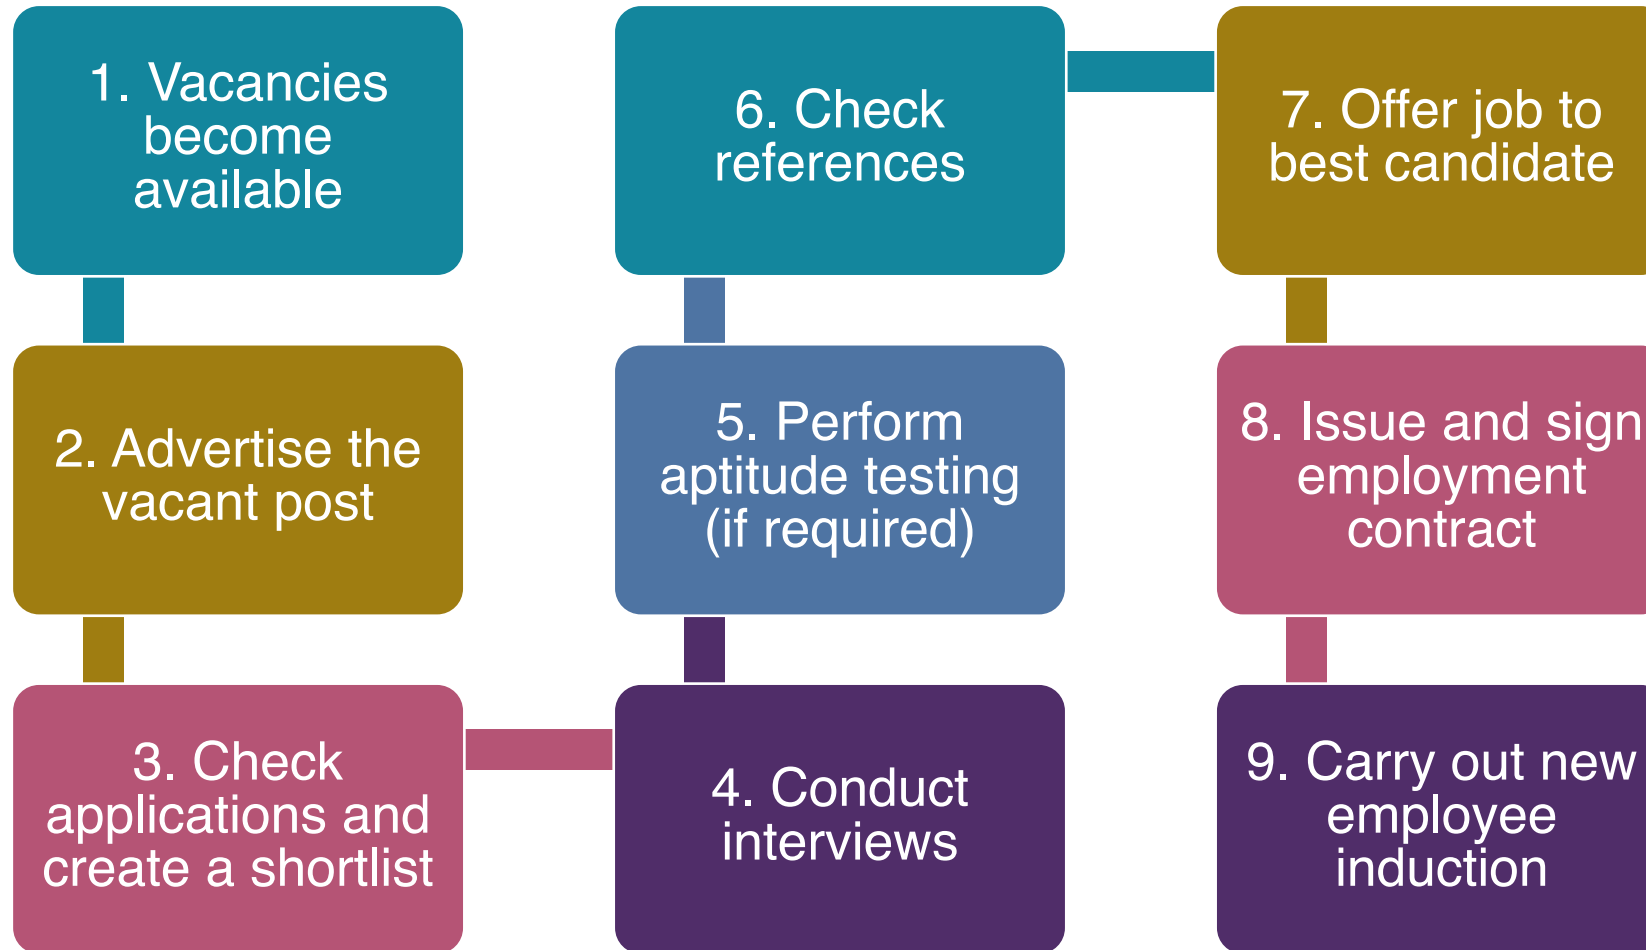 1. Vacancies
become
available
2. Advertise the
vacant post
3. Check
applications and
create a shortlist
4. Conduct
interviews
5. Perform
aptitude testing
(if required)
6. Check
references
7. Offer job to
best candidate
8. Issue and sign
employment
contract
9. Carry out new
employee
induction